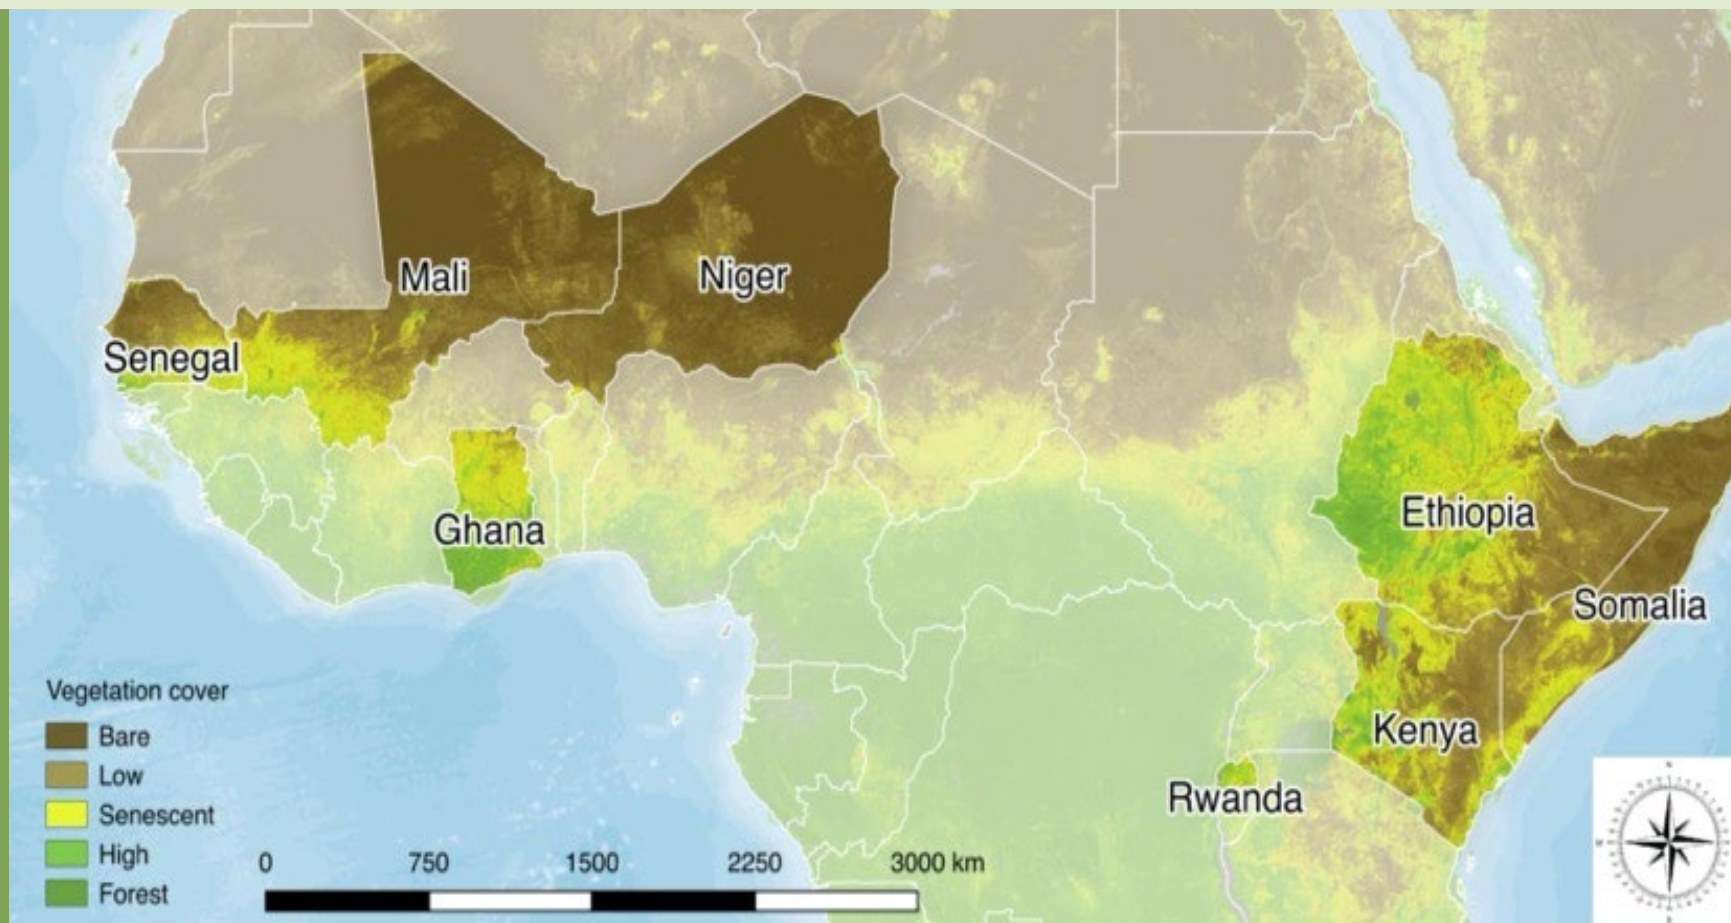 Mali
Niger
Senegal
Ghana
Ethiopia
Somalia
Kenya
Rwanda
Vegetation cover
Bare
Low
Senescent
High
Forest
0 750 1500 2250 3000 km